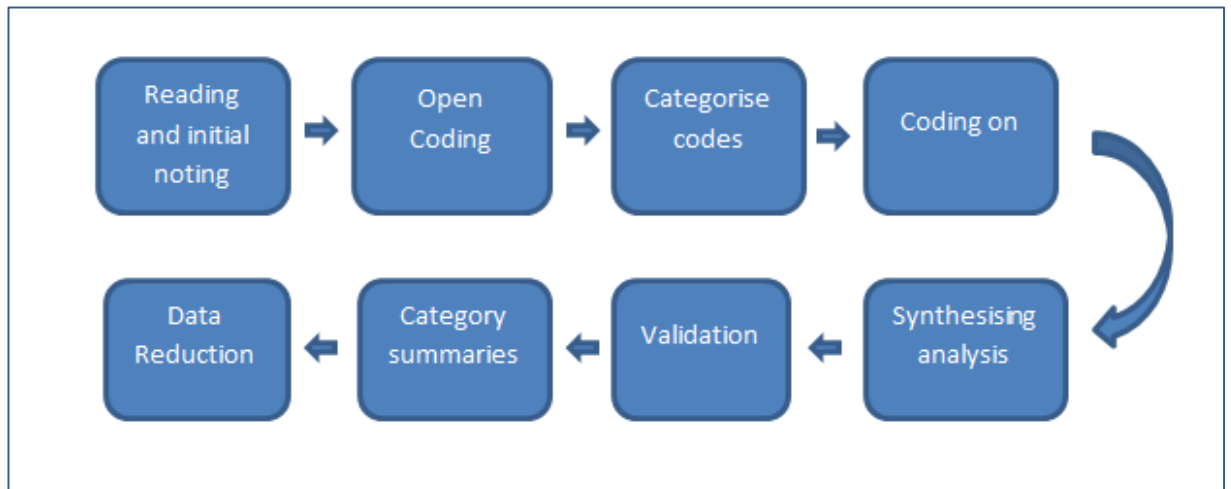 Reading
and initial
noting
Open
Coding
Categorise
codes
Coding on
Synthesising
analysis
Validation
Category
summaries
Data
Reduction